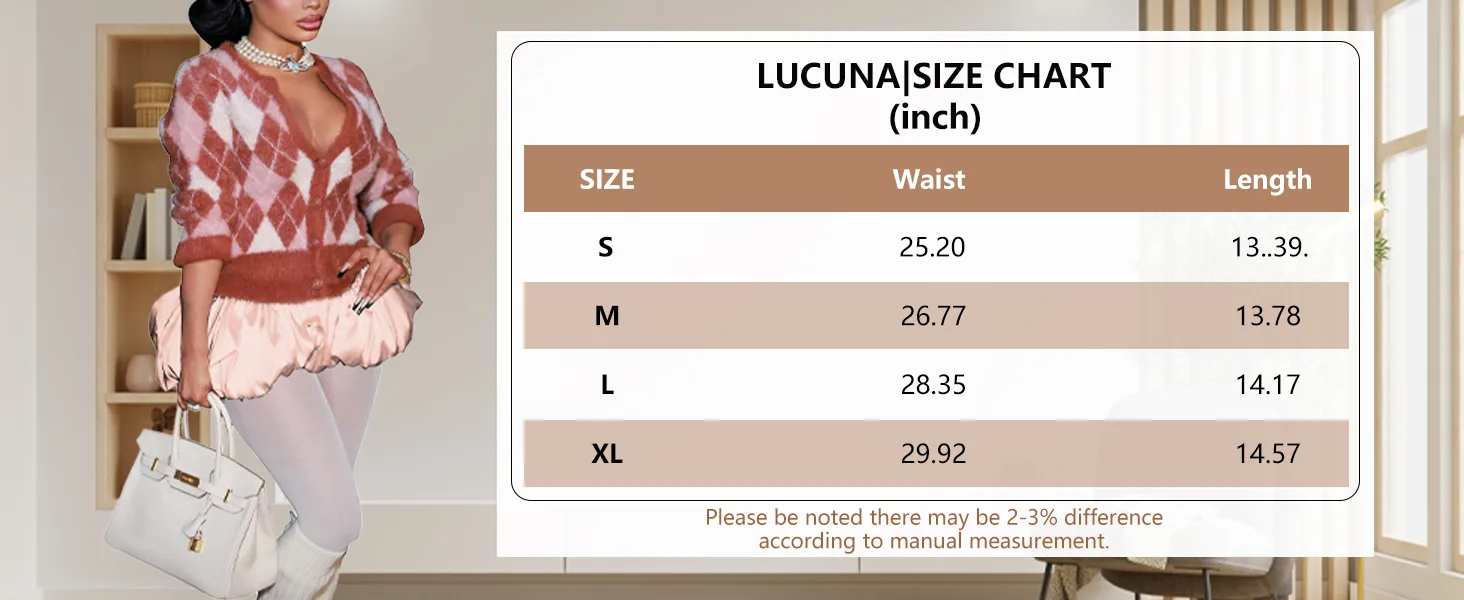 LUCUNA|SIZE CHART
(inch)
SIZE Waist Length
S 25.20 13..39.
M 26.77 13.78
L 28.35 14.17
XL 29.92 14.57
Please be noted there may be 2-3% difference
according to manual measurement.